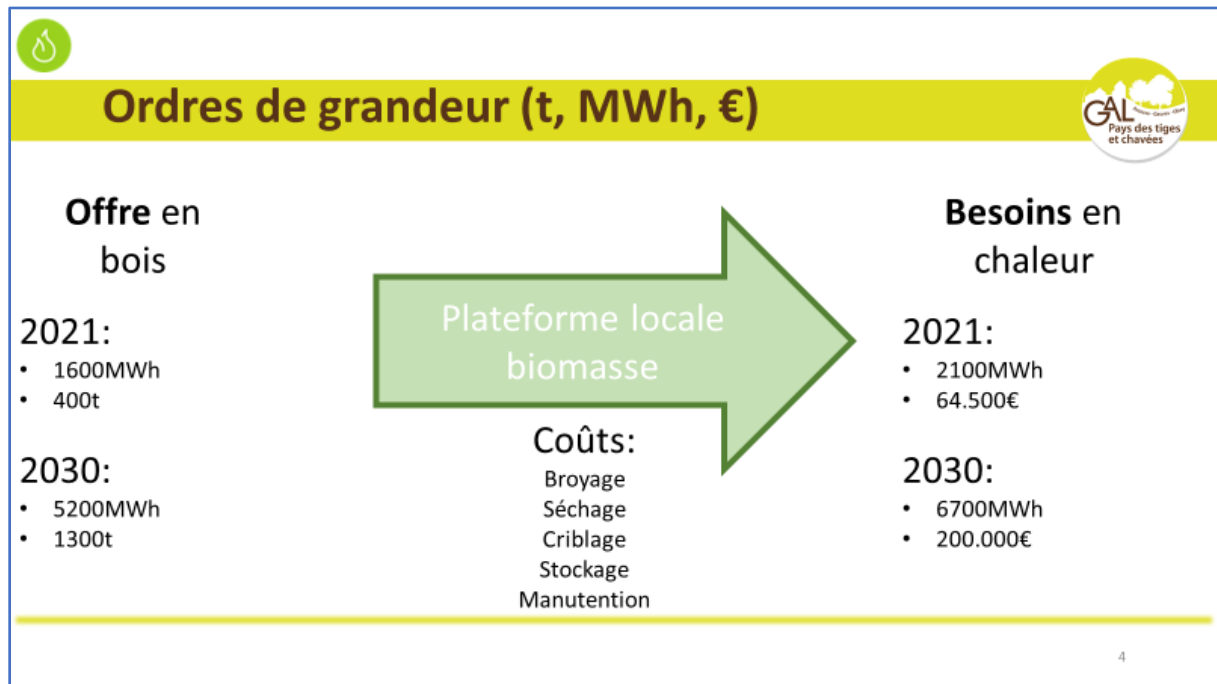 Ordres de grandeur (t, MWh, €)
GAL
Pays des tiges
et chavées
Offre en
bois
2021:
• 1600MWh
• 400t
2030:
• 5200MWh
• 1300t
Plateforme locale
biomasse
Coûts:
Broyage
Séchage
Criblage
Stockage
Manutention
Besoins en
chaleur
2021:
• 2100MWh
• 64.500€
2030:
• 6700MWh
• 200.000€
4